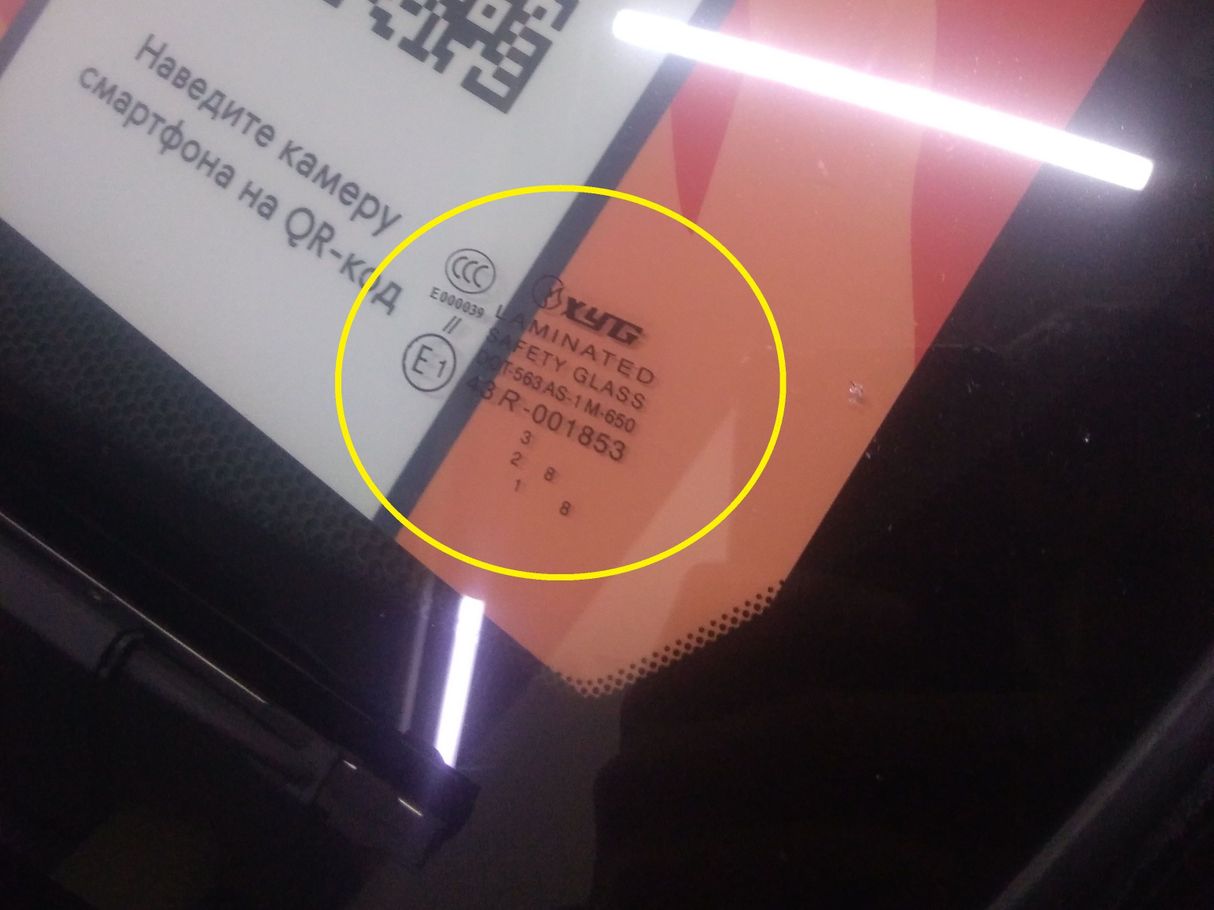 Наведите камеру
смартфона на QR-код
CCC
E000039
//
E1
XYG
LAMINATED
SAFETY GLASS
DOT-563 AS-1 M-650
43 R-001853
3
2 8
1
8